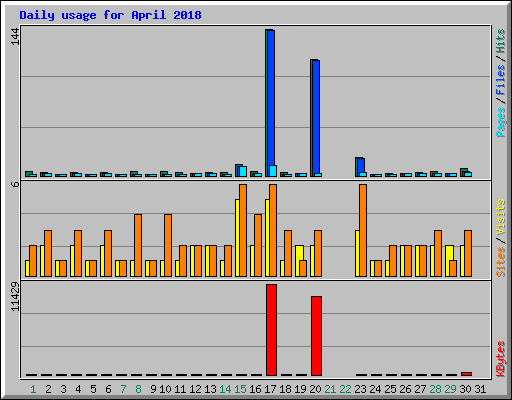 Daily usage for April 2018
144
Pages / Files / Hits
6
Sites / Visits
11429
KBytes
1 2 3 4 5 6 7 8 9 10 11 12 13 14 15 16 17 18 19 20 21 22 23 24 25 26 27 28 29 30 31